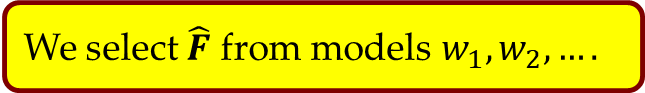 We select F̂ from models w₁, w₂, ... .